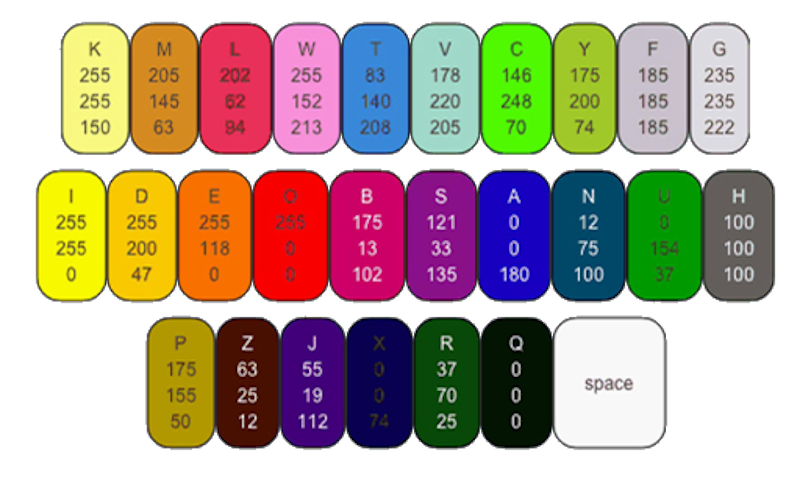 K M L W T V C Y F G
255 205 202 255 83 178 146 175 185 235
255 145 62 152 140 220 248 200 185 235
150 63 94 213 208 205 70 74 185 222
I D E O B S A N U H
255 255 255 255 175 121 0 12 0 100
255 200 118 0 13 33 0 75 154 100
0 47 0 0 102 135 180 100 37 100
P Z J X R Q
175 63 55 0 37 0
155 25 19 0 70 0
50 12 112 74 25 0
space